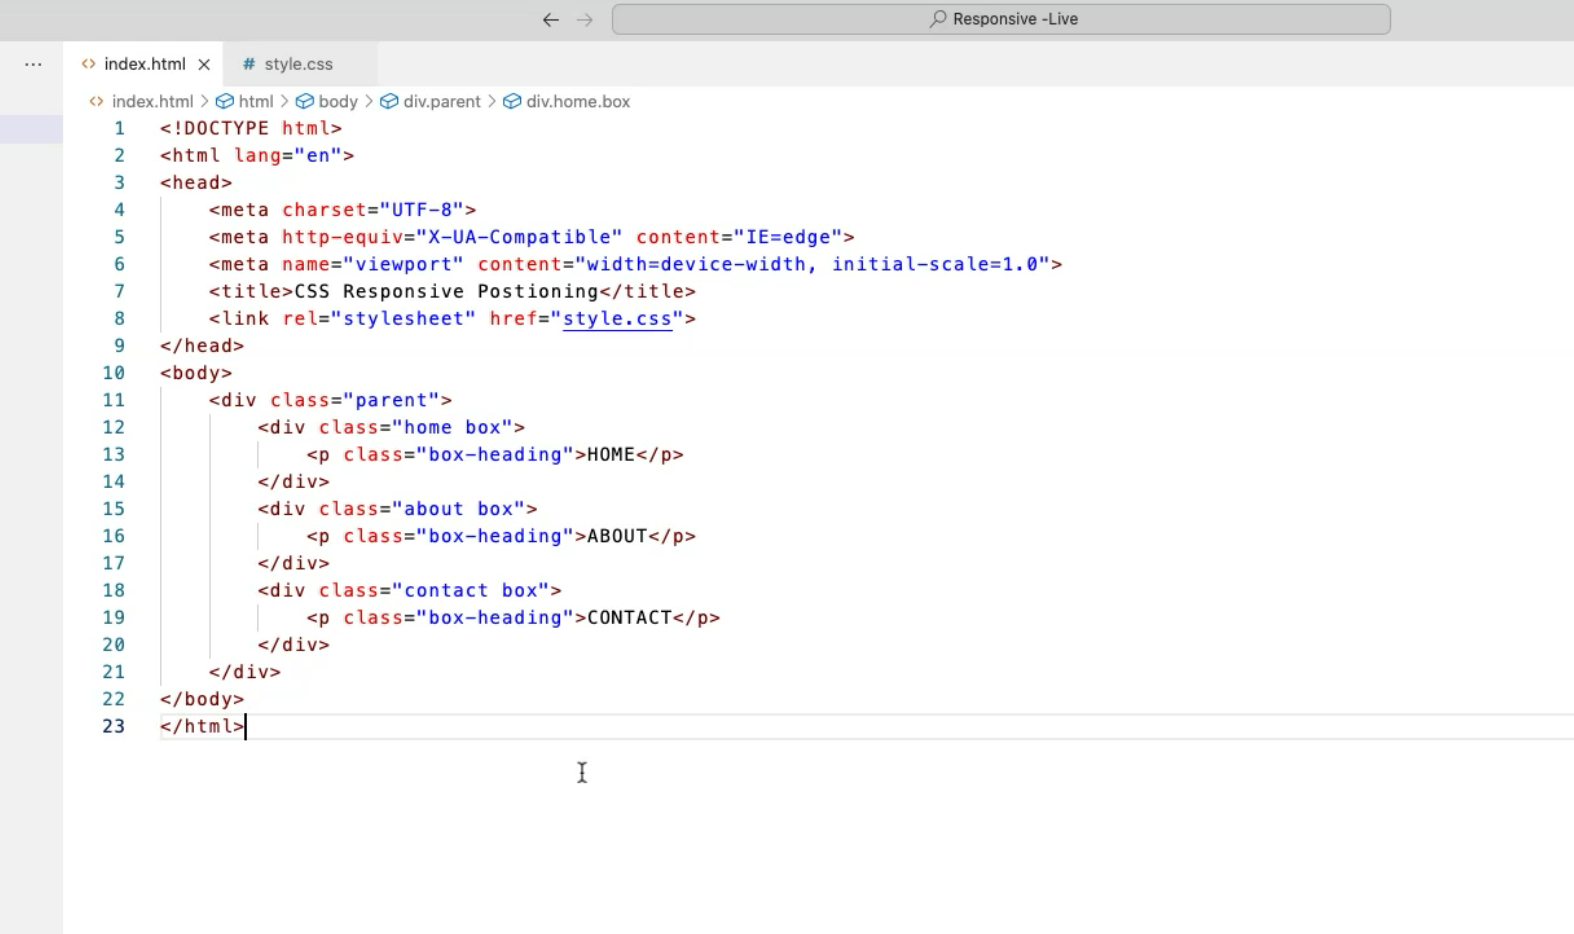 Responsive -Live
index.html
# style.css
index.html > html > body > div.parent > div.home.box
1 <!DOCTYPE html>
2 <html lang="en">
3 <head>
4 <meta charset="UTF-8">
5 <meta http-equiv="X-UA-Compatible" content="IE=edge">
6 <meta name="viewport" content="width=device-width, initial-scale=1.0">
7 <title>CSS Responsive Postioning</title>
8 <link rel="stylesheet" href="style.css">
9 </head>
10 <body>
11 <div class="parent">
12 <div class="home box">
13 <p class="box-heading">HOME</p>
14 </div>
15 <div class="about box">
16 <p class="box-heading">ABOUT</p>
17 </div>
18 <div class="contact box">
19 <p class="box-heading">CONTACT</p>
20 </div>
21 </div>
22 </body>
23 </html>